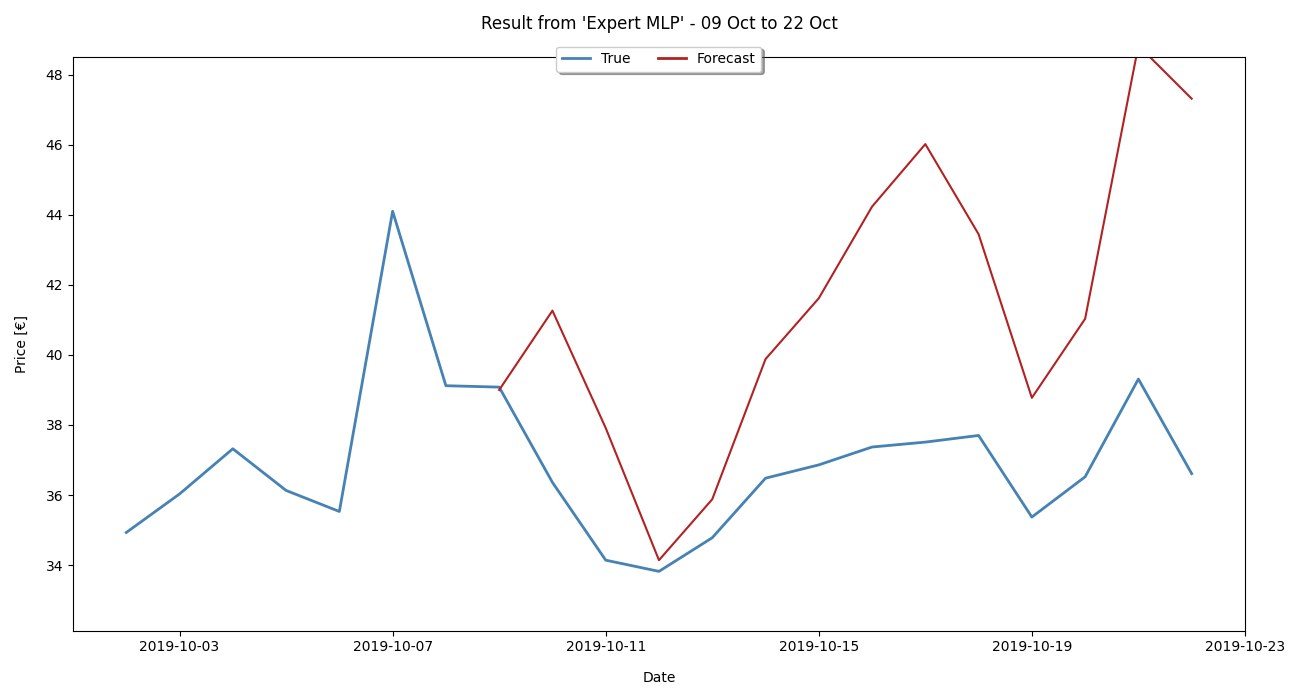 Result from 'Expert MLP' - 09 Oct to 22 Oct
True Forecast
48
46
44
42
40
38
36
34
Price [€]
2019-10-03 2019-10-07 2019-10-11 2019-10-15 2019-10-19 2019-10-23
Date